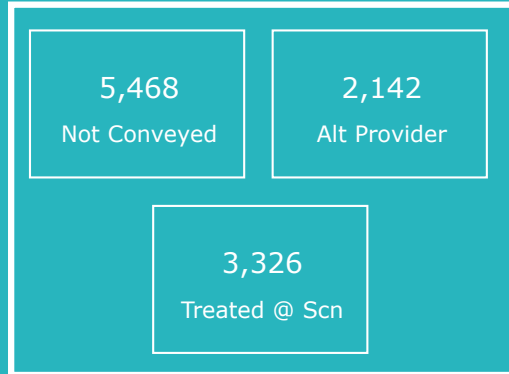 5,468
Not Conveyed
2,142
Alt Provider
3,326
Treated @ Scn